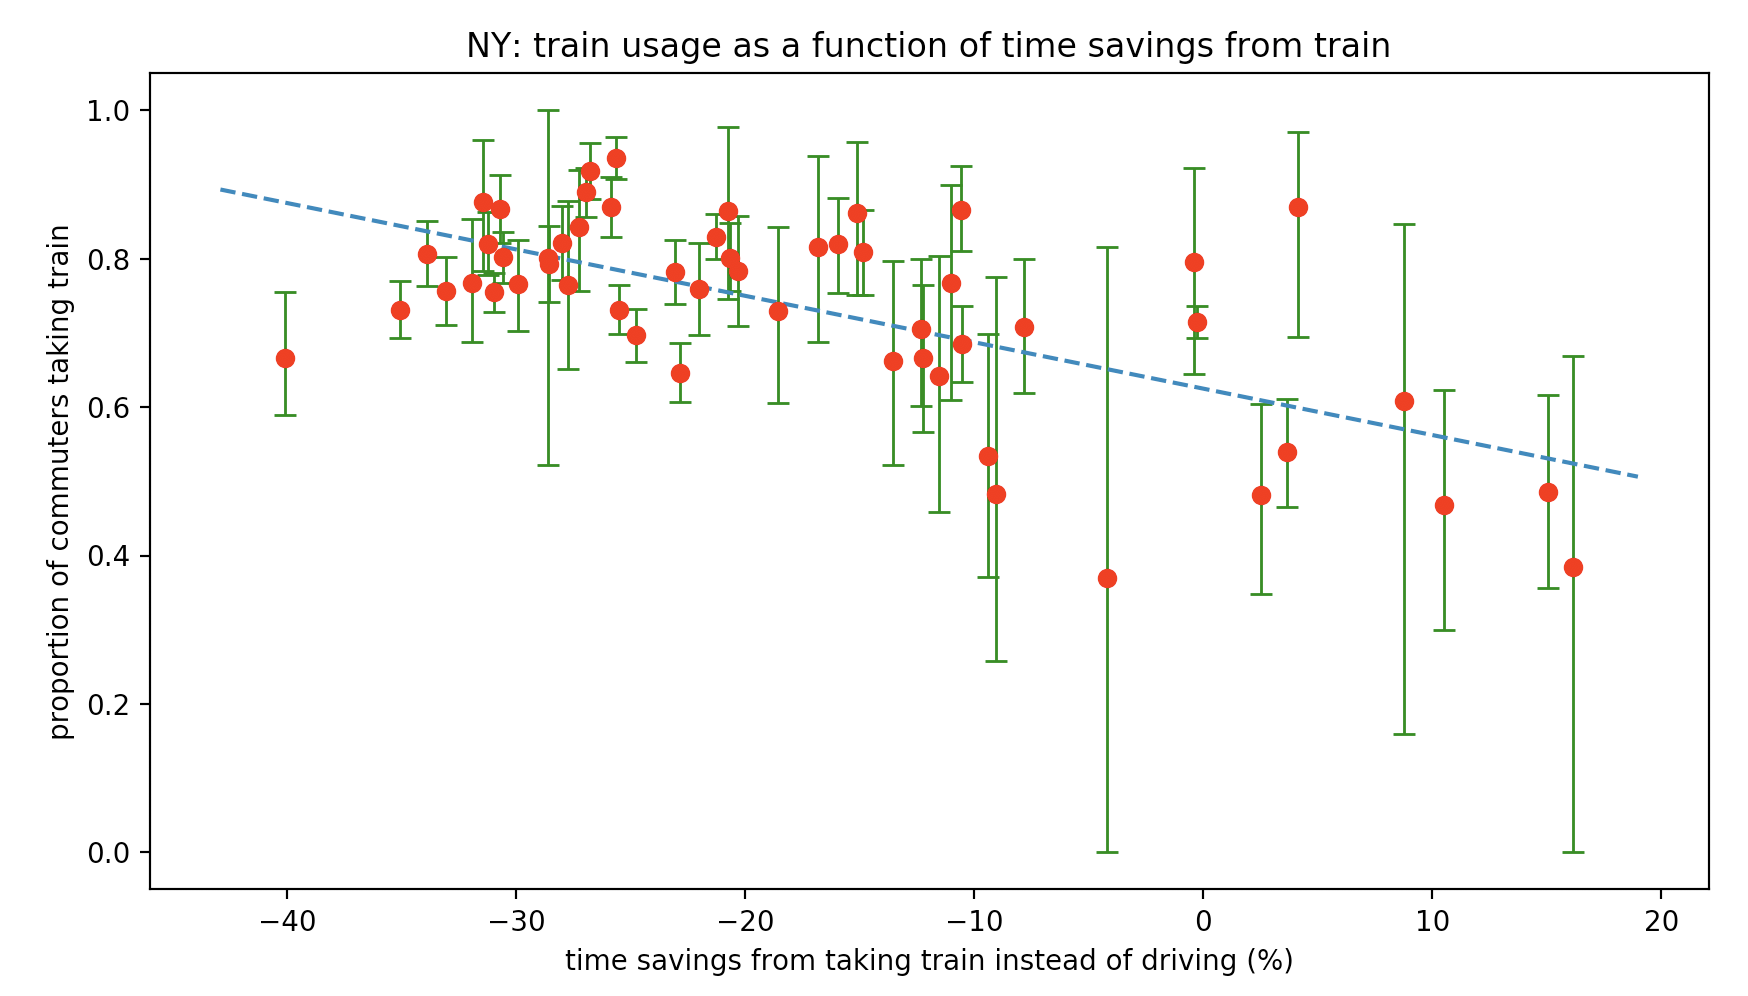 NY: train usage as a function of time savings from train
proportion of commuters taking train
1.0
0.8
0.6
0.4
0.2
0.0
−40 −30 −20 −10 0 10 20
time savings from taking train instead of driving (%)